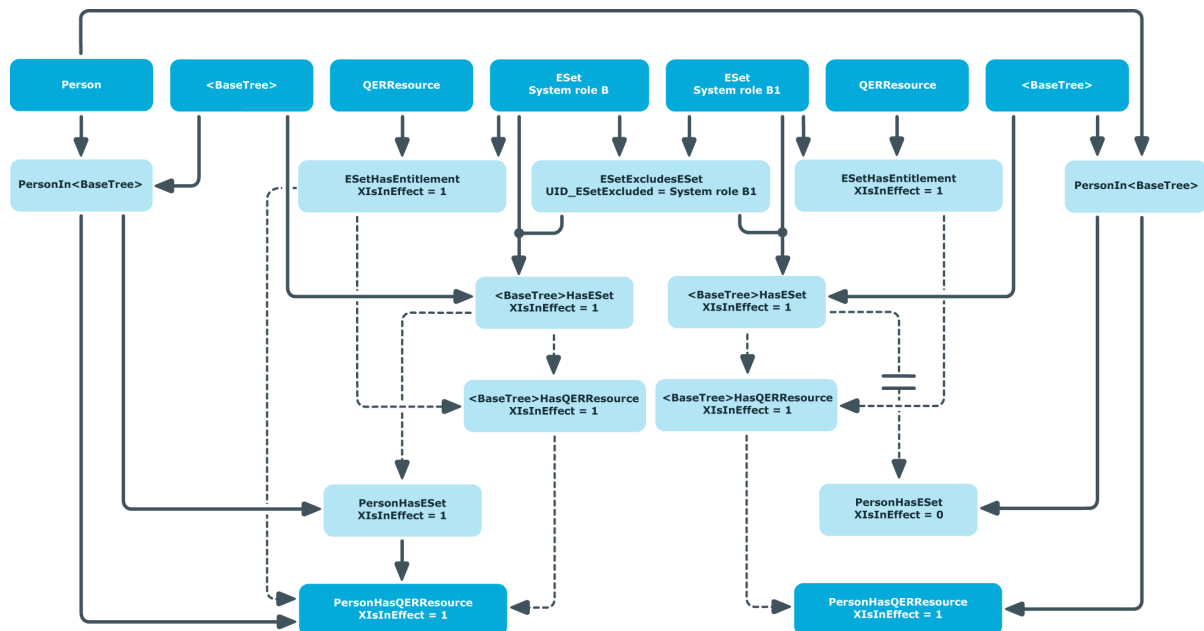 Person
<BaseTree>
QERResource
ESet
System role B
ESet
System role B1
QERResource
<BaseTree>
PersonIn<BaseTree>
ESetHasEntitlement
XIsInEffect = 1
ESetExcludesESet
UID_ESetExcluded = System role B1
ESetHasEntitlement
XIsInEffect = 1
PersonIn<BaseTree>
<BaseTree>HasESet
XIsInEffect = 1
<BaseTree>HasESet
XIsInEffect = 1
<BaseTree>HasQERResource
XIsInEffect = 1
<BaseTree>HasQERResource
XIsInEffect = 1
PersonHasESet
XIsInEffect = 1
PersonHasESet
XIsInEffect = 0
PersonHasQERResource
XIsInEffect = 1
PersonHasQERResource
XIsInEffect = 1